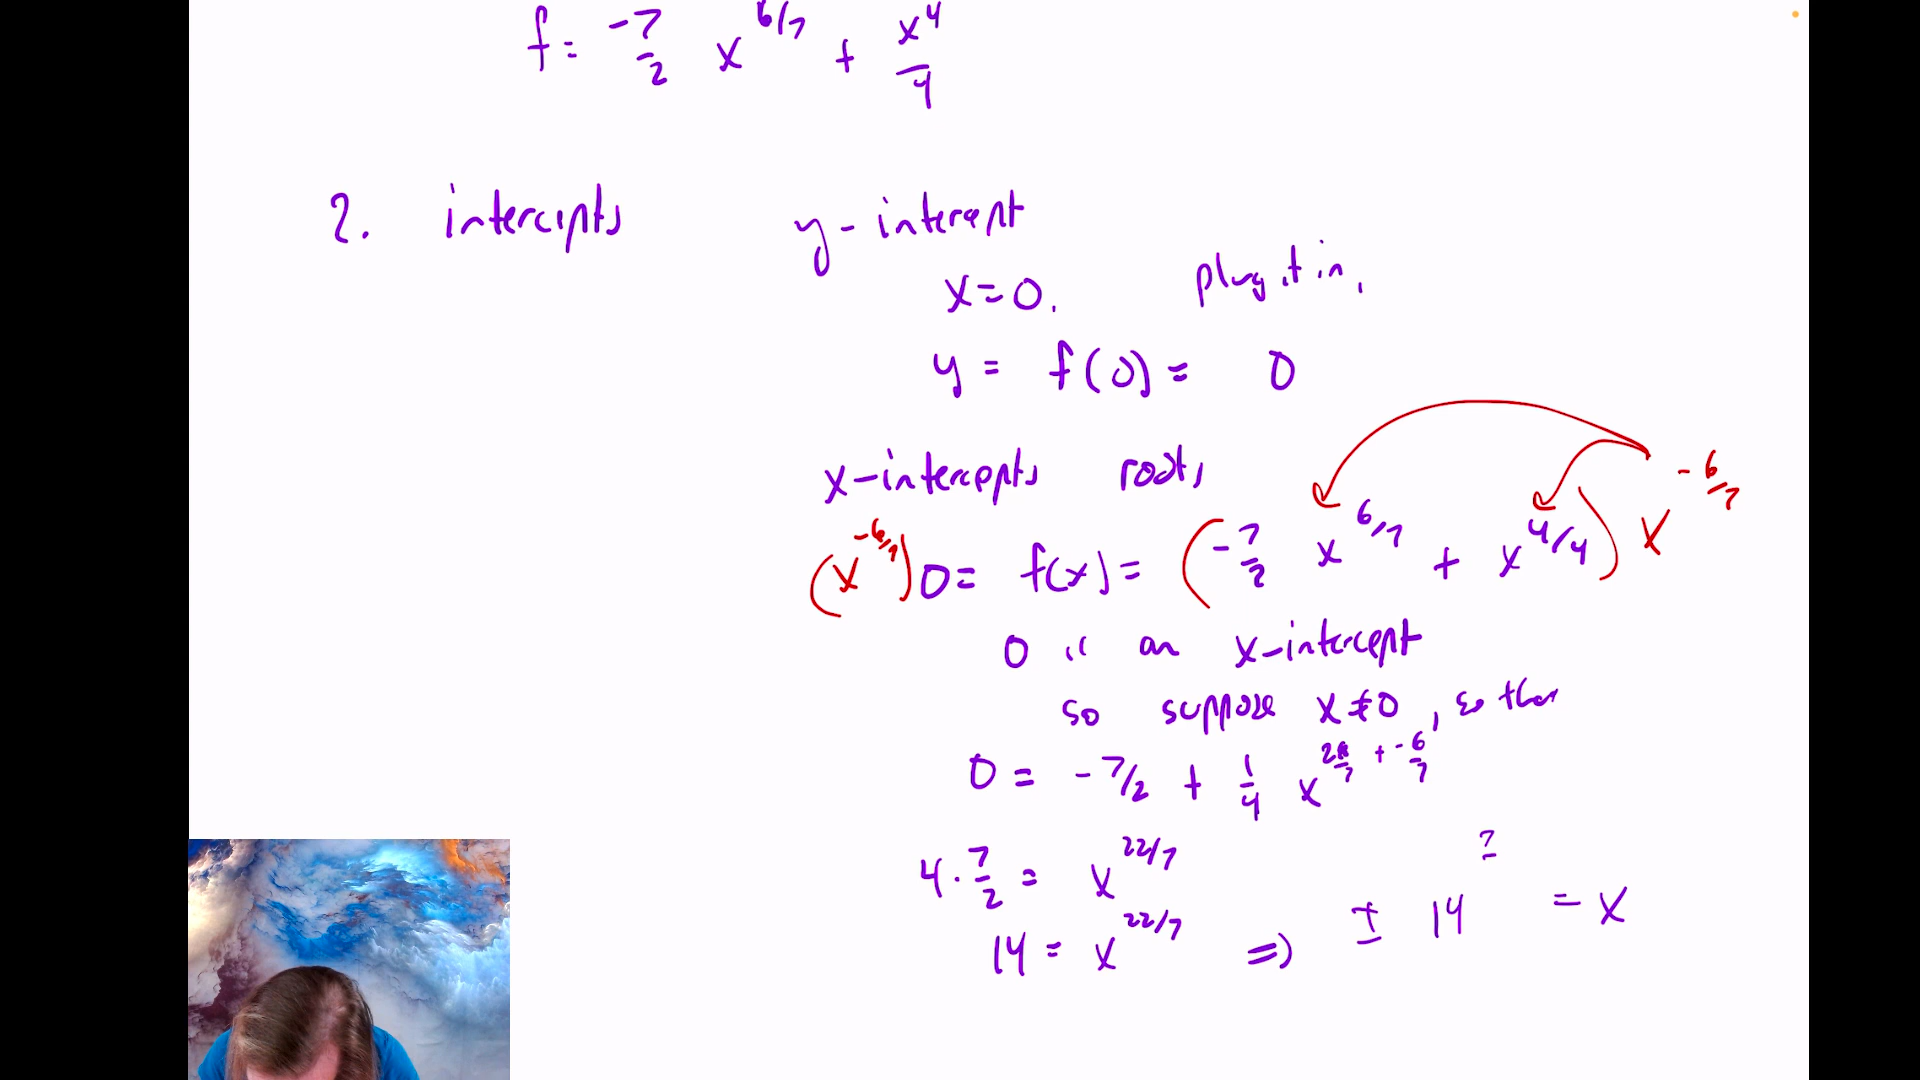 f = -7/2 x^{6/7} + x^4/4
2. intercepts y-intercept
x=0. plug it in.
y = f(0) = 0
x-intercepts roots
(x^{-6/7}) 0 = f(x) = (-7/2 x^{6/7} + x^{4/4}) x^{-6/7}
0 is an x-intercept
so suppose x≠0, so then
0 = -7/2 + 1/4 x^{28/7 + -6/7}
4 · 7/2 = x^{22/7}
14 = x^{22/7} => ± 14^{7/} = x